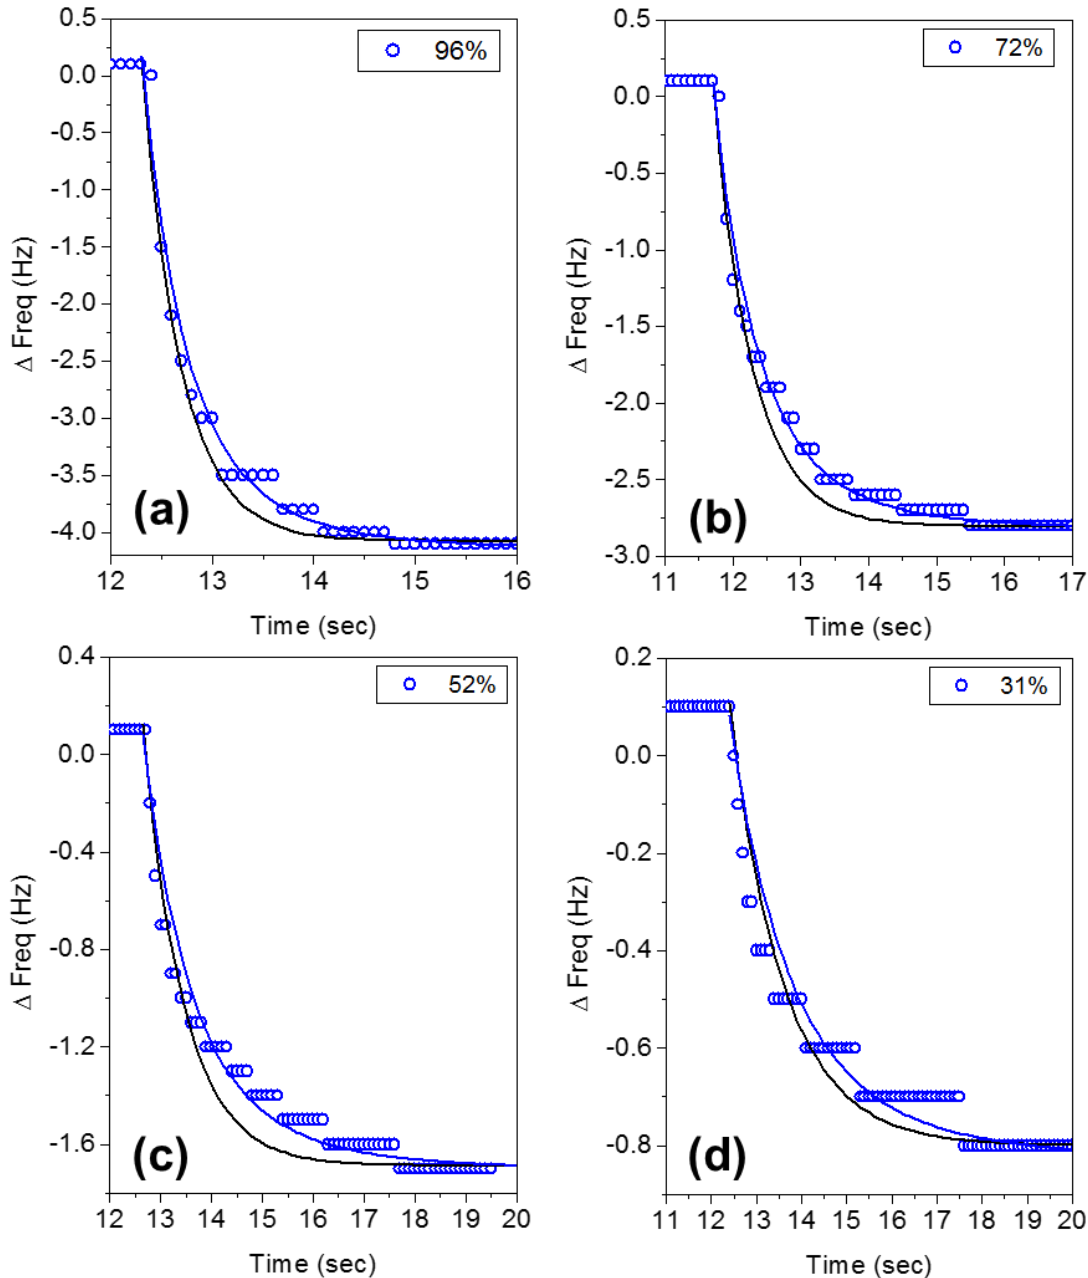 0.5
0.0
-0.5
-1.0
-1.5
-2.0
-2.5
-3.0
-3.5
-4.0
Δ Freq (Hz)
96%
(a)
12 13 14 15 16
Time (sec)
0.5
0.0
-0.5
-1.0
-1.5
-2.0
-2.5
-3.0
Δ Freq (Hz)
72%
(b)
11 12 13 14 15 16 17
Time (sec)
0.4
0.0
-0.4
-0.8
-1.2
-1.6
Δ Freq (Hz)
52%
(c)
12 13 14 15 16 17 18 19 20
Time (sec)
0.2
0.0
-0.2
-0.4
-0.6
-0.8
Δ Freq (Hz)
31%
(d)
11 12 13 14 15 16 17 18 19 20
Time (sec)